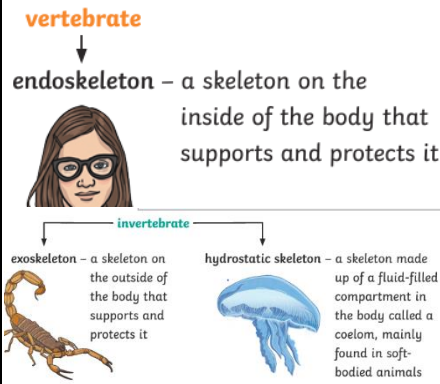 vertebrate
endoskeleton – a skeleton on the
inside of the body that
supports and protects it
invertebrate
exoskeleton – a skeleton on
the outside of
the body that
supports and
protects it
hydrostatic skeleton – a skeleton made
up of a fluid-filled
compartment in
the body called a
coelom, mainly
found in soft-
bodied animals